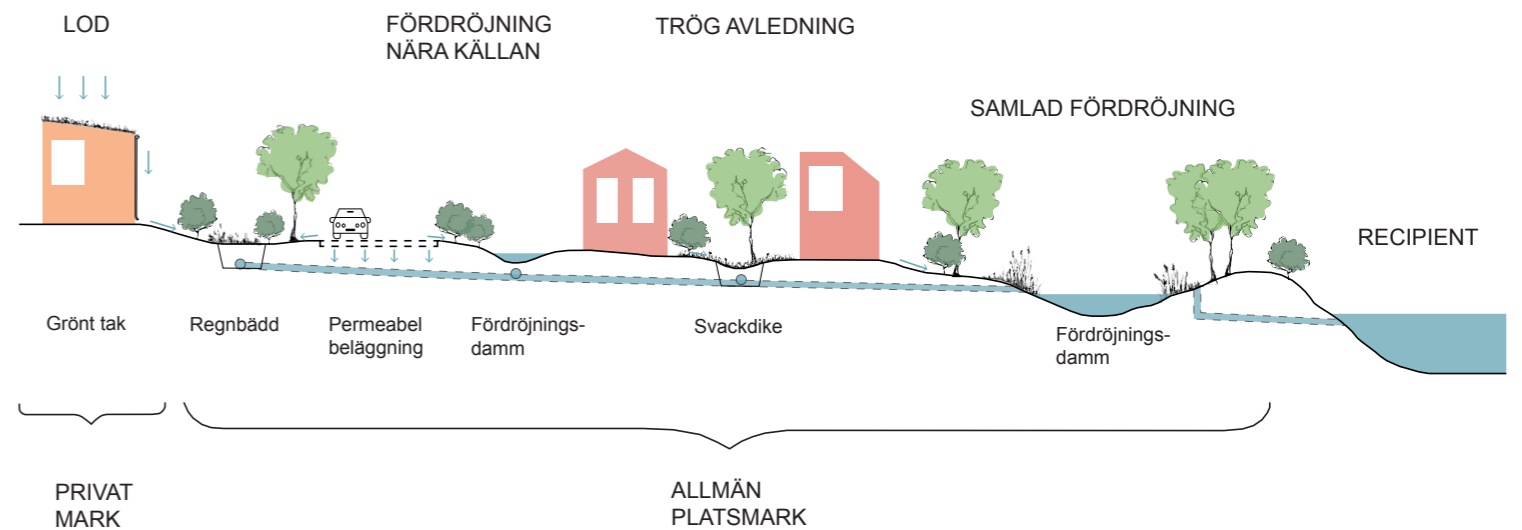 LOD
FÖRDRÖJNING
NÄRA KÄLLAN
TRÖG AVLEDNING
SAMLAD FÖRDRÖJNING
RECIPIENT
Grönt tak
Regnbädd
Permeabel
beläggning
Fördröjnings-
damm
Svackdike
Fördröjnings-
damm
PRIVAT
MARK
ALLMÄN
PLATSMARK